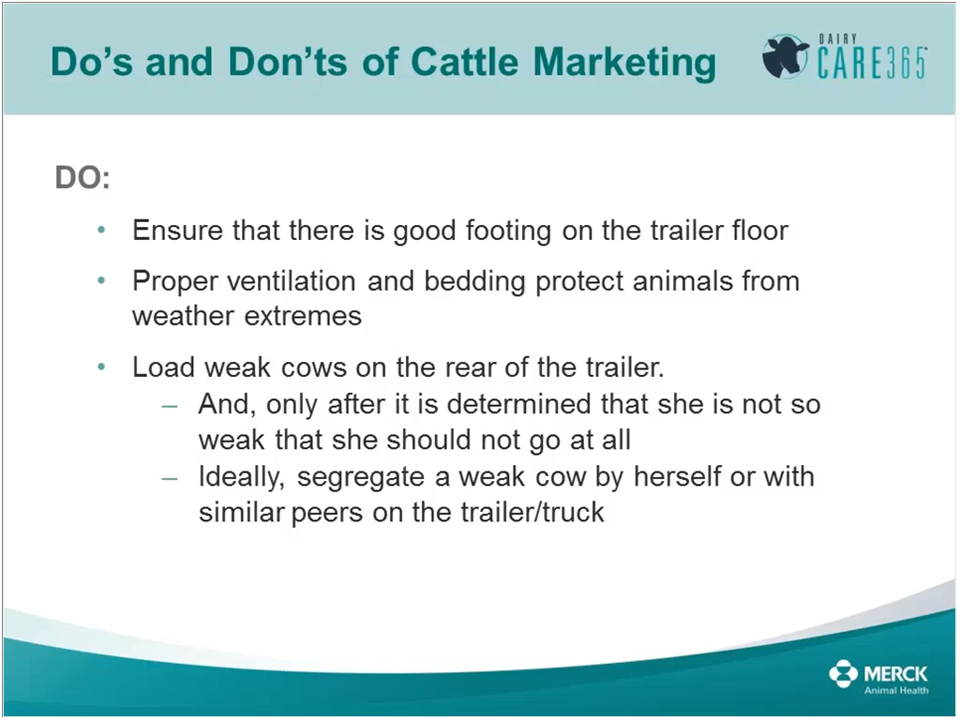 Do's and Don'ts of Cattle Marketing
DAIRY
CARE365™
DO:
• Ensure that there is good footing on the trailer floor
• Proper ventilation and bedding protect animals from
weather extremes
• Load weak cows on the rear of the trailer.
– And, only after it is determined that she is not so
weak that she should not go at all
– Ideally, segregate a weak cow by herself or with
similar peers on the trailer/truck
MERCK
Animal Health